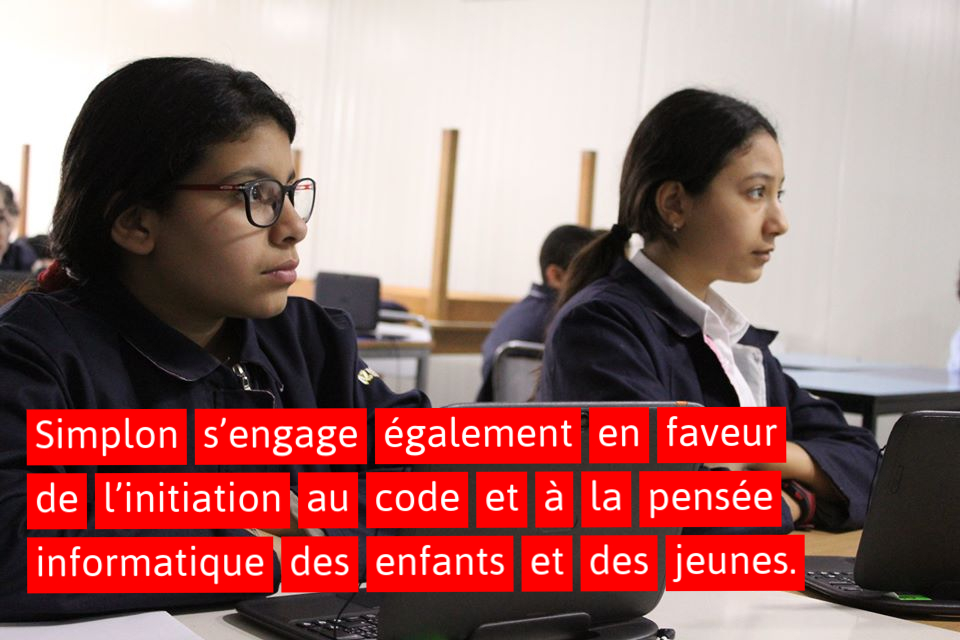 Simplon s’engage également en faveur
de l’initiation au code et à la pensée
informatique des enfants et des jeunes.